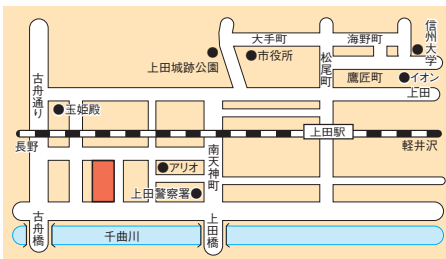 大手町
海野町
信州大学
市役所
上田城跡公園
松尾町
古舟通り
鷹匠町
イオン
上田
玉姫殿
上田駅
長野
軽井沢
南天神町
アリオ
上田警察署
古舟橋
千曲川
上田橋